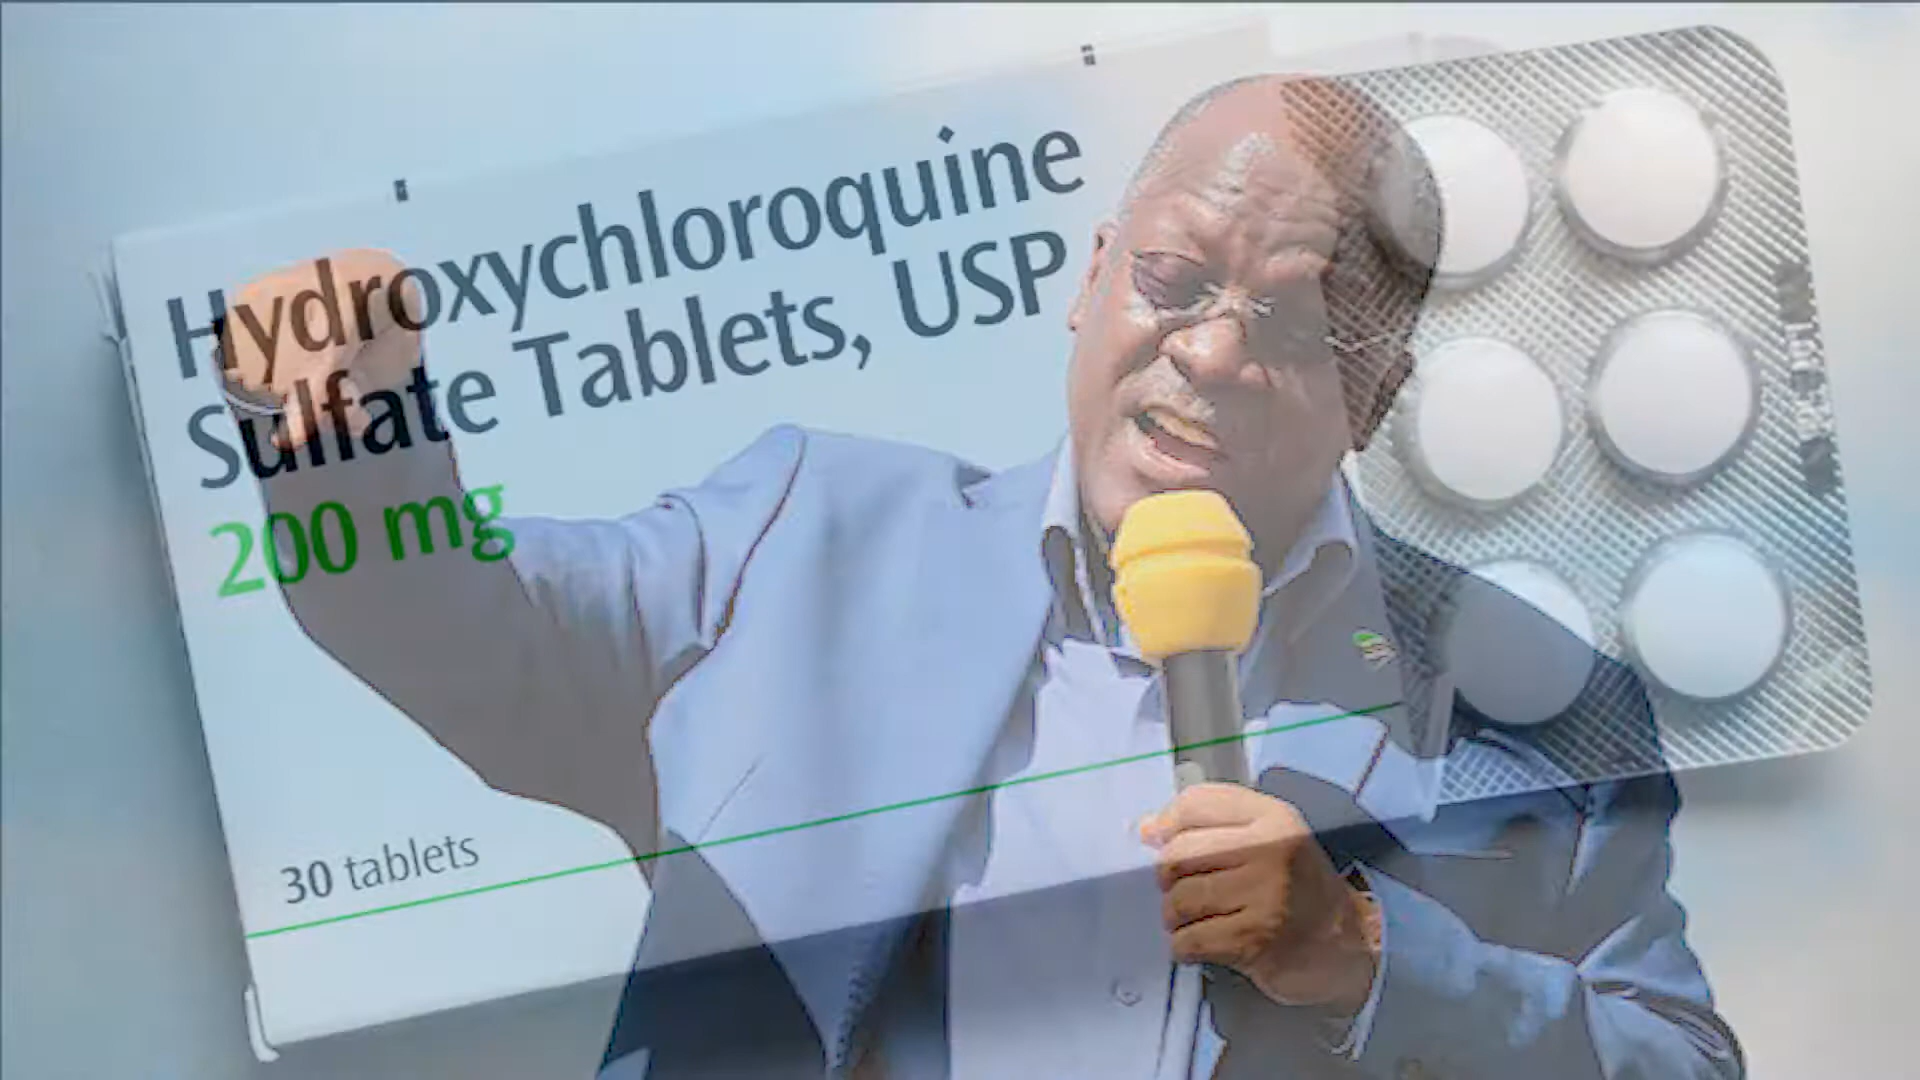 Hydroxychloroquine
Sulfate Tablets, USP
200 mg
30 tablets